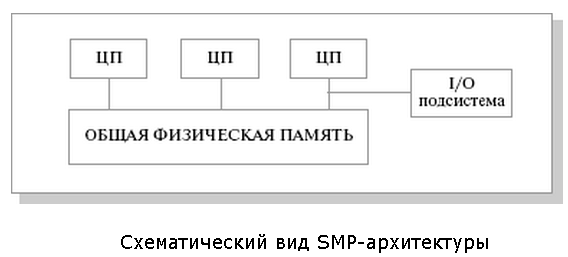 ЦП
ЦП
ЦП
I/O
подсистема
ОБЩАЯ ФИЗИЧЕСКАЯ ПАМЯТЬ
Схематический вид SMP-архитектуры